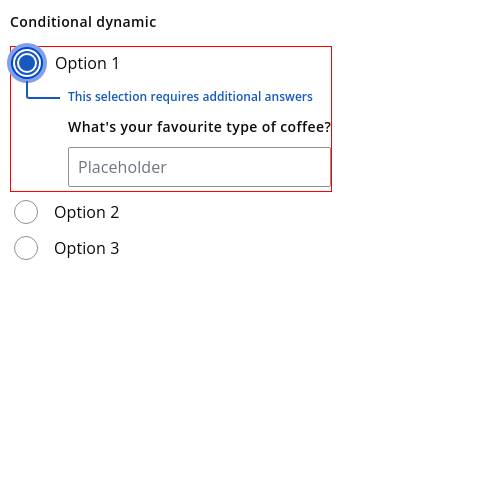 Conditional dynamic
Option 1
This selection requires additional answers
What's your favourite type of coffee?
Placeholder
Option 2
Option 3